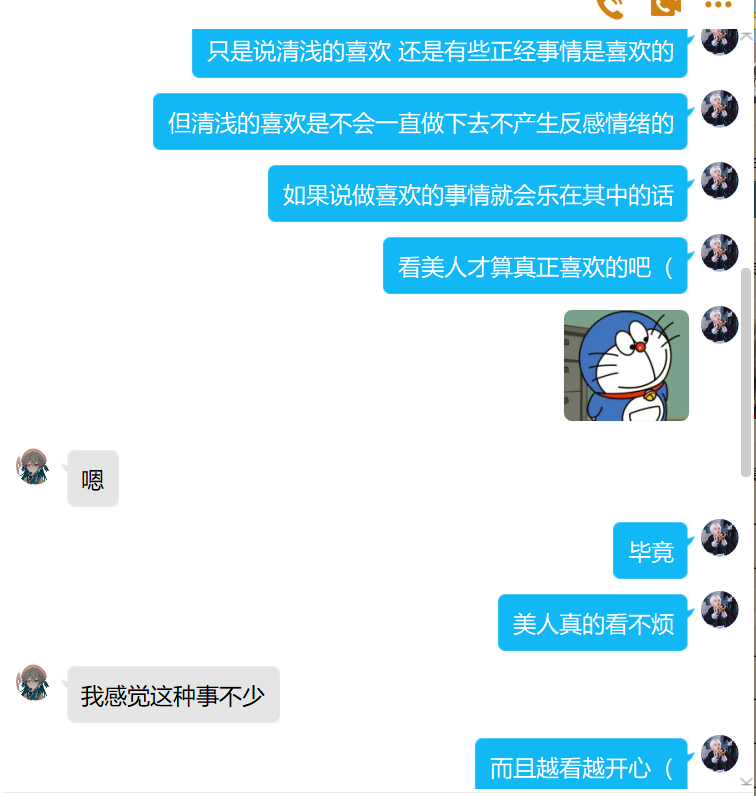 只是说清浅的喜欢 还是有些正经事情是喜欢的
但清浅的喜欢是不会一直做下去不产生反感情绪的
如果说做喜欢的事情就会乐在其中的话
看美人才算真正喜欢的吧（
嗯
毕竟
美人真的看不烦
我感觉这种事不少
而且越看越开心（